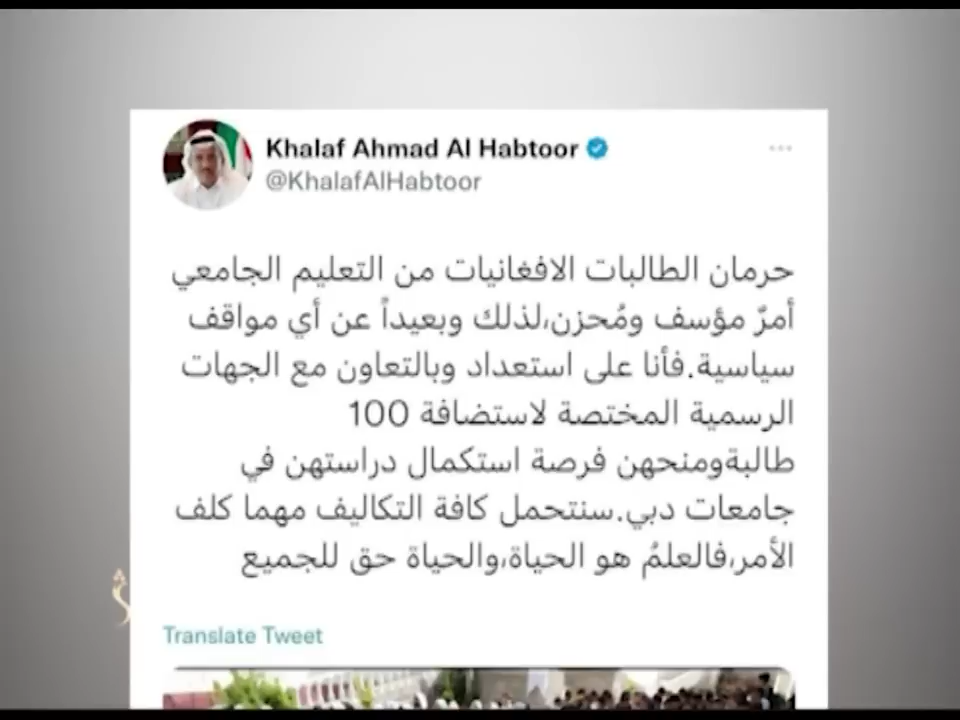 Khalaf Ahmad Al Habtoor
@KhalafAlHabtoor
حرمان الطالبات الافغانيات من التعليم الجامعي
أمرٌ مؤسف ومُحزن،لذلك وبعيداً عن أي مواقف
سياسية.فأنا على استعداد وبالتعاون مع الجهات
الرسمية المختصة لاستضافة 100
طالبةومنحهن فرصة استكمال دراستهن في
جامعات دبي.سنتحمل كافة التكاليف مهما كلف
الأمر،فالعلمُ هو الحياة،والحياة حق للجميع
Translate Tweet